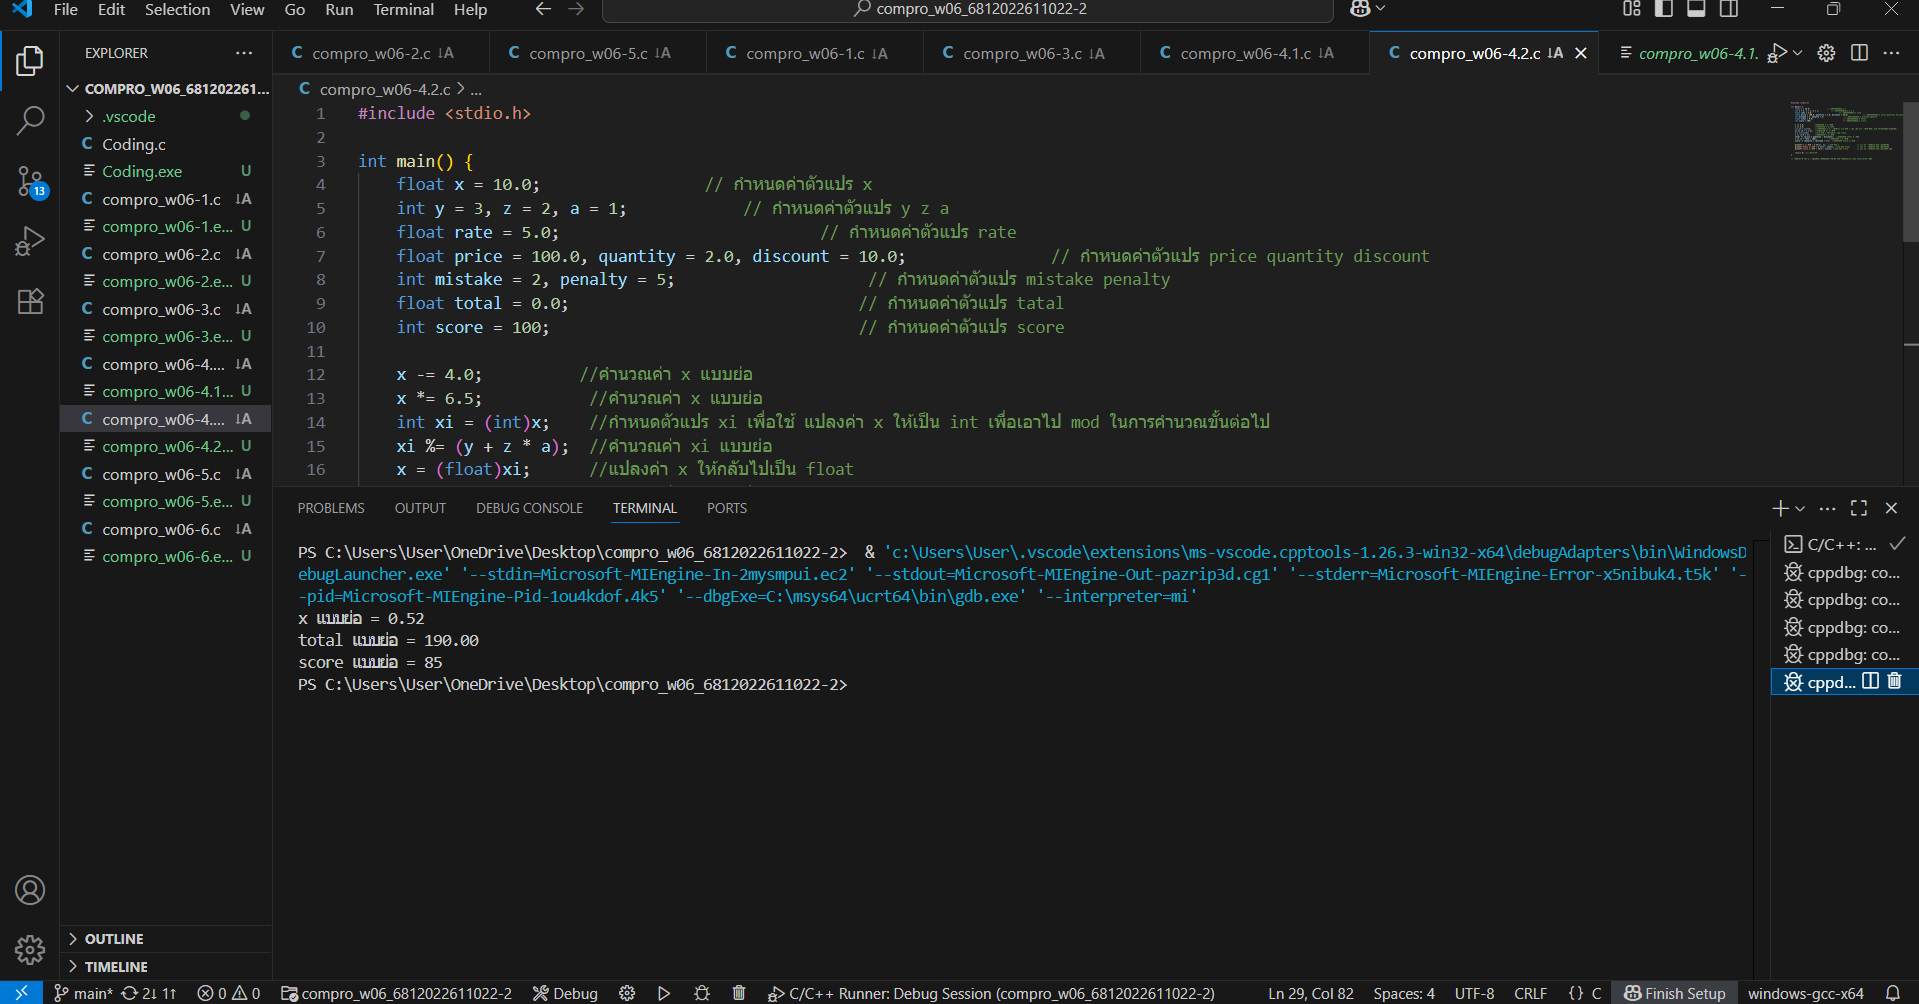 File Edit Selection View Go Run Terminal Help
compro_w06_6812022611022-2
EXPLORER
compro_w06-2.c ↓A
compro_w06-5.c ↓A
compro_w06-1.c ↓A
compro_w06-3.c ↓A
compro_w06-4.1.c ↓A
compro_w06-4.2.c ↓A
compro_w06-4.1.
COMPRO_W06_681202261...
.vscode
Coding.c
Coding.exe U
compro_w06-1.c ↓A
compro_w06-1.e... U
compro_w06-2.c ↓A
compro_w06-2.e... U
compro_w06-3.c ↓A
compro_w06-3.e... U
compro_w06-4.... ↓A
compro_w06-4.1... U
compro_w06-4.... ↓A
compro_w06-4.2... U
compro_w06-5.c ↓A
compro_w06-5.e... U
compro_w06-6.c ↓A
compro_w06-6.e... U
OUTLINE
TIMELINE
13
C compro_w06-4.2.c > ...
1 #include <stdio.h>
2
3 int main() {
4 float x = 10.0; // กำหนดค่าตัวแปร x
5 int y = 3, z = 2, a = 1; // กำหนดค่าตัวแปร y z a
6 float rate = 5.0; // กำหนดค่าตัวแปร rate
7 float price = 100.0, quantity = 2.0, discount = 10.0; // กำหนดค่าตัวแปร price quantity discount
8 int mistake = 2, penalty = 5; // กำหนดค่าตัวแปร mistake penalty
9 float total = 0.0; // กำหนดค่าตัวแปร tatal
10 int score = 100; // กำหนดค่าตัวแปร score
11
12 x -= 4.0; //คำนวณค่า x แบบย่อ
13 x *= 6.5; //คำนวณค่า x แบบย่อ
14 int xi = (int)x; //กำหนดตัวแปร xi เพื่อใช้ แปลงค่า x ให้เป็น int เพื่อเอาไป mod ในการคำนวณขั้นต่อไป
15 xi %= (y + z * a); //คำนวณค่า xi แบบย่อ
16 x = (float)xi; //แปลงค่า x ให้กลับไปเป็น float
PROBLEMS OUTPUT DEBUG CONSOLE TERMINAL PORTS
PS C:\Users\User\OneDrive\Desktop\compro_w06_6812022611022-2> & 'c:\Users\User\.vscode\extensions\ms-vscode.cpptools-1.26.3-win32-x64\debugAdapters\bin\WindowsD
ebugLauncher.exe' '--stdin=Microsoft-MIEngine-In-2mysmpui.ec2' '--stdout=Microsoft-MIEngine-Out-pazrip3d.cg1' '--stderr=Microsoft-MIEngine-Error-x5nibuk4.t5k' '-
-pid=Microsoft-MIEngine-Pid-1ou4kdof.4k5' '--dbgExe=C:\msys64\ucrt64\bin\gdb.exe' '--interpreter=mi'
x แบบย่อ = 0.52
total แบบย่อ = 190.00
score แบบย่อ = 85
PS C:\Users\User\OneDrive\Desktop\compro_w06_6812022611022-2>
C/C++: ...
cppdbg: co...
cppdbg: co...
cppdbg: co...
cppdbg: co...
cppd...
main* 2↓ 1↑ 0 0 compro_w06_6812022611022-2 Debug C/C++ Runner: Debug Session (compro_w06_6812022611022-2) Ln 29, Col 82 Spaces: 4 UTF-8 CRLF {} C Finish Setup windows-gcc-x64